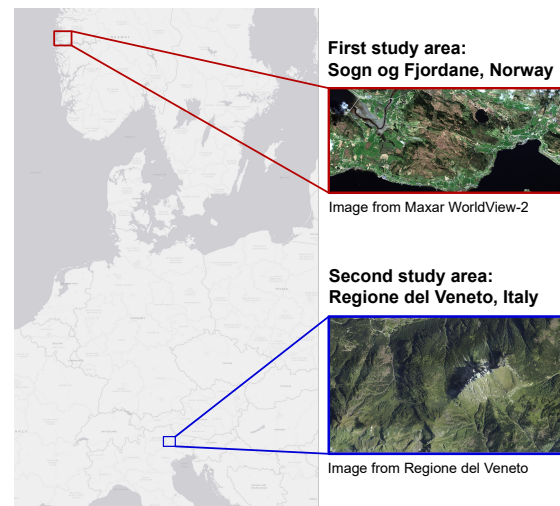 First study area:
Sogn og Fjordane, Norway
Image from Maxar WorldView-2
Second study area:
Regione del Veneto, Italy
Image from Regione del Veneto